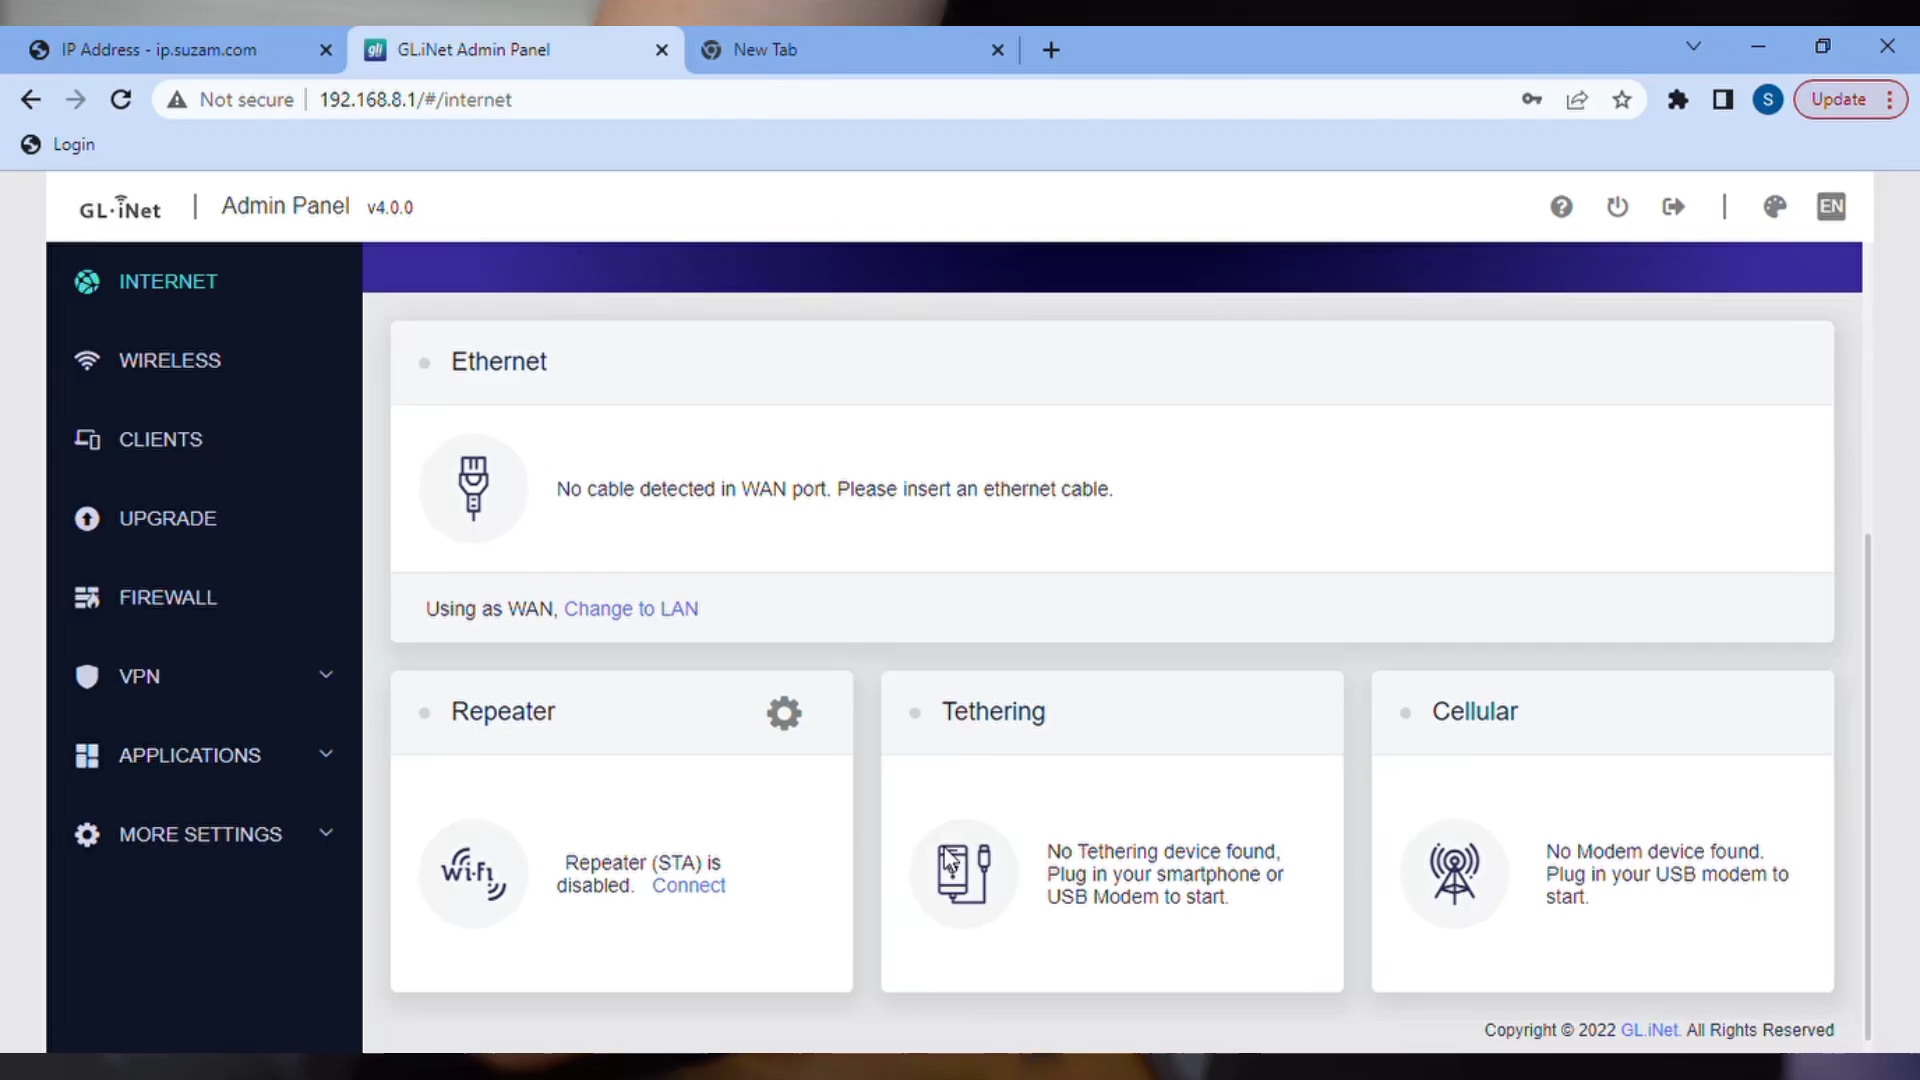 IP Address - ip.suzam.com
GL.iNet Admin Panel
New Tab
Not secure
192.168.8.1/#/internet
S
Update
Login
GL·iNet
Admin Panel v4.0.0
EN
INTERNET
WIRELESS
CLIENTS
UPGRADE
FIREWALL
VPN
APPLICATIONS
MORE SETTINGS
Ethernet
No cable detected in WAN port. Please insert an ethernet cable.
Using as WAN, Change to LAN
Repeater
Wi-Fi
Repeater (STA) is
disabled. Connect
Tethering
No Tethering device found,
Plug in your smartphone or
USB Modem to start.
Cellular
No Modem device found.
Plug in your USB modem to
start.
Copyright © 2022 GL.iNet. All Rights Reserved